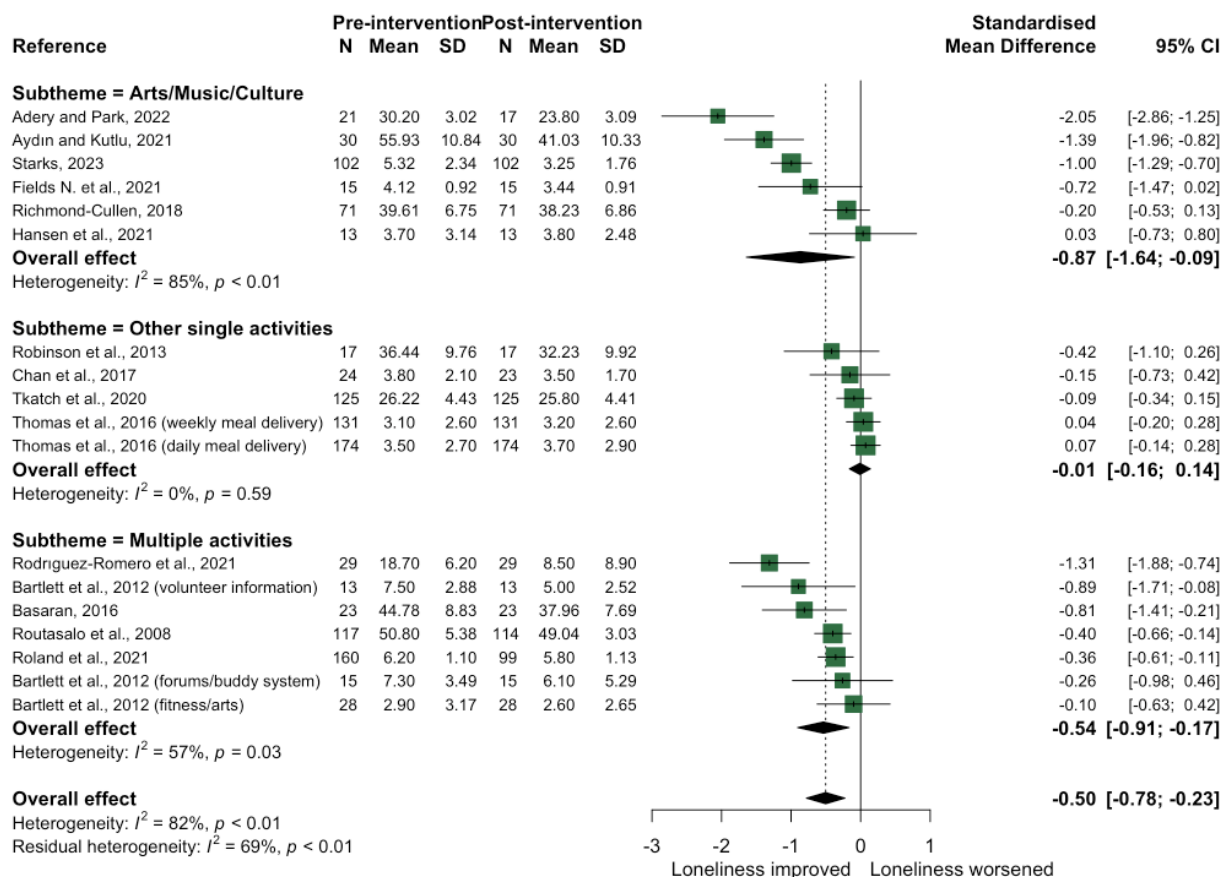 Pre-intervention Post-intervention Standardised
Reference N Mean SD N Mean SD Mean Difference 95% CI
Subtheme = Arts/Music/Culture
Adery and Park, 2022 21 30.20 3.02 17 23.80 3.09 -2.05 [-2.86; -1.25]
Aydın and Kutlu, 2021 30 55.93 10.84 30 41.03 10.33 -1.39 [-1.96; -0.82]
Starks, 2023 102 5.32 2.34 102 3.25 1.76 -1.00 [-1.29; -0.70]
Fields N. et al., 2021 15 4.12 0.92 15 3.44 0.91 -0.72 [-1.47; 0.02]
Richmond-Cullen, 2018 71 39.61 6.75 71 38.23 6.86 -0.20 [-0.53; 0.13]
Hansen et al., 2021 13 3.70 3.14 13 3.80 2.48 0.03 [-0.73; 0.80]
Overall effect -0.87 [-1.64; -0.09]
Heterogeneity: I² = 85%, p < 0.01
Subtheme = Other single activities
Robinson et al., 2013 17 36.44 9.76 17 32.23 9.92 -0.42 [-1.10; 0.26]
Chan et al., 2017 24 3.80 2.10 23 3.50 1.70 -0.15 [-0.73; 0.42]
Tkatch et al., 2020 125 26.22 4.43 125 25.80 4.41 -0.09 [-0.34; 0.15]
Thomas et al., 2016 (weekly meal delivery) 131 3.10 2.60 131 3.20 2.60 0.04 [-0.20; 0.28]
Thomas et al., 2016 (daily meal delivery) 174 3.50 2.70 174 3.70 2.90 0.07 [-0.14; 0.28]
Overall effect -0.01 [-0.16; 0.14]
Heterogeneity: I² = 0%, p = 0.59
Subtheme = Multiple activities
Rodrıguez-Romero et al., 2021 29 18.70 6.20 29 8.50 8.90 -1.31 [-1.88; -0.74]
Bartlett et al., 2012 (volunteer information) 13 7.50 2.88 13 5.00 2.52 -0.89 [-1.71; -0.08]
Basaran, 2016 23 44.78 8.83 23 37.96 7.69 -0.81 [-1.41; -0.21]
Routasalo et al., 2008 117 50.80 5.38 114 49.04 3.03 -0.40 [-0.66; -0.14]
Roland et al., 2021 160 6.20 1.10 99 5.80 1.13 -0.36 [-0.61; -0.11]
Bartlett et al., 2012 (forums/buddy system) 15 7.30 3.49 15 6.10 5.29 -0.26 [-0.98; 0.46]
Bartlett et al., 2012 (fitness/arts) 28 2.90 3.17 28 2.60 2.65 -0.10 [-0.63; 0.42]
Overall effect -0.54 [-0.91; -0.17]
Heterogeneity: I² = 57%, p = 0.03
Overall effect -0.50 [-0.78; -0.23]
Heterogeneity: I² = 82%, p < 0.01
Residual heterogeneity: I² = 69%, p < 0.01
-3 -2 -1 0 1
Loneliness improved Loneliness worsened